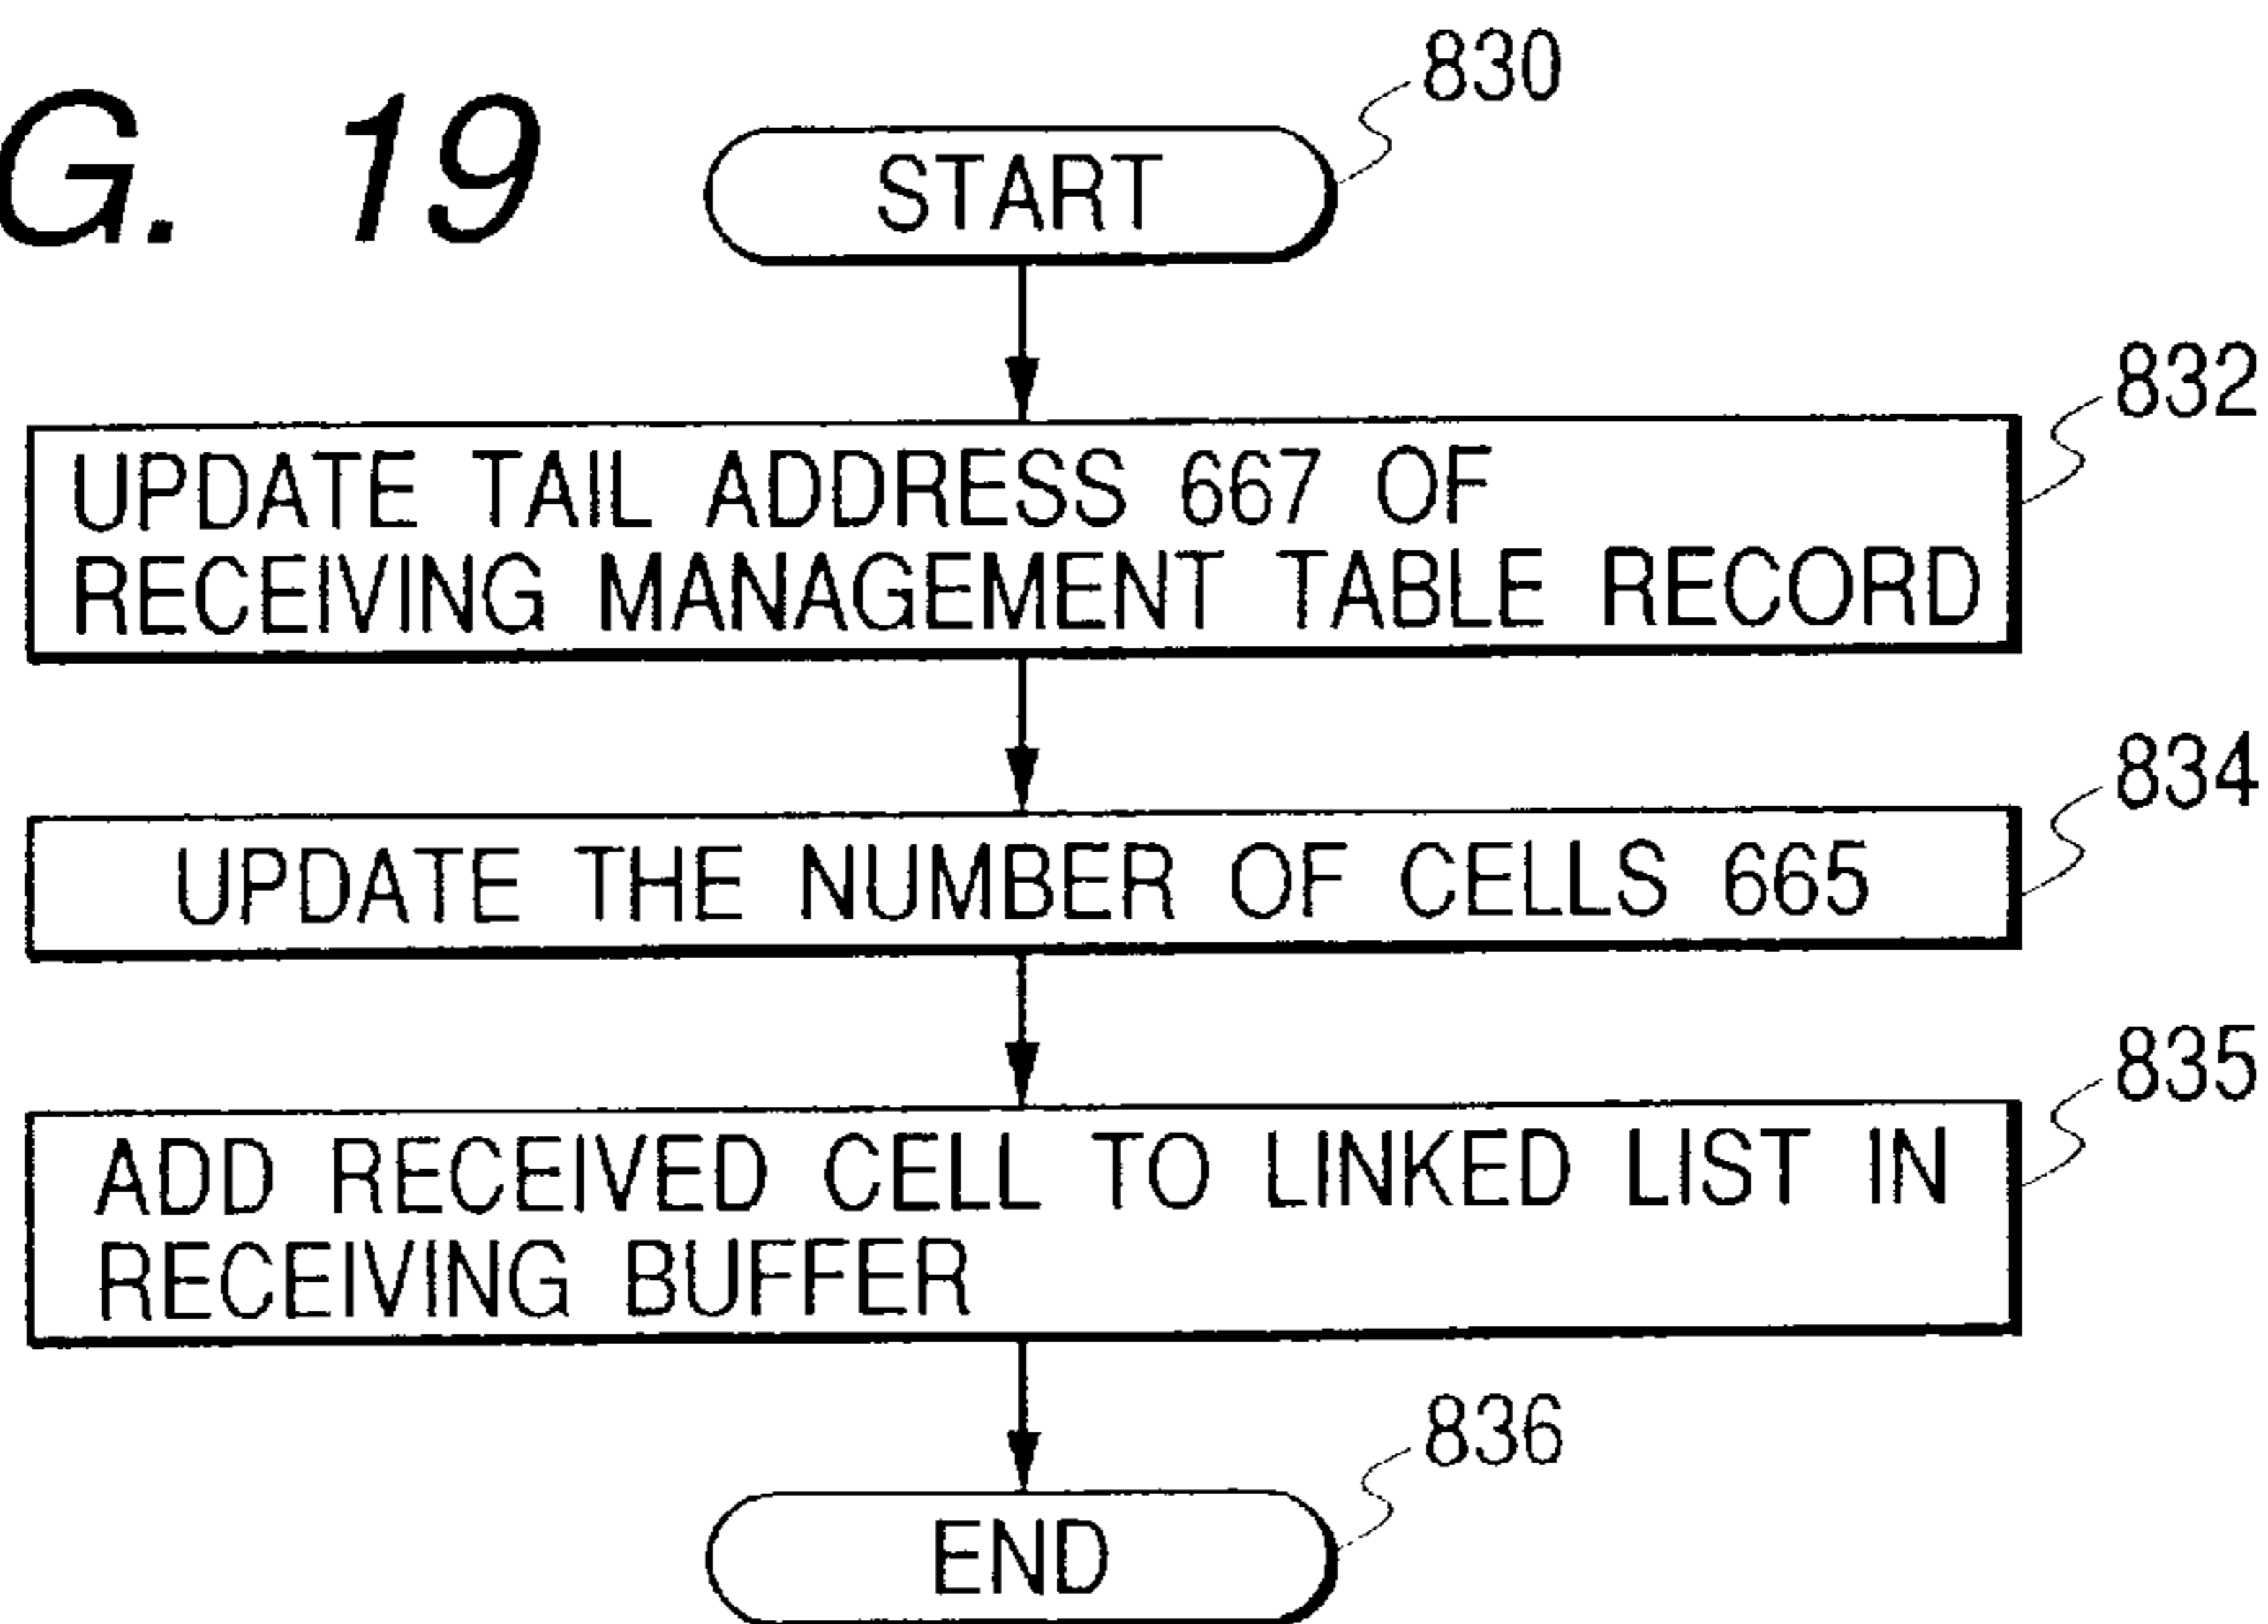 G. 19
START
830
UPDATE TAIL ADDRESS 667 OF
RECEIVING MANAGEMENT TABLE RECORD
832
UPDATE THE NUMBER OF CELLS 665
834
ADD RECEIVED CELL TO LINKED LIST IN
RECEIVING BUFFER
835
END
836